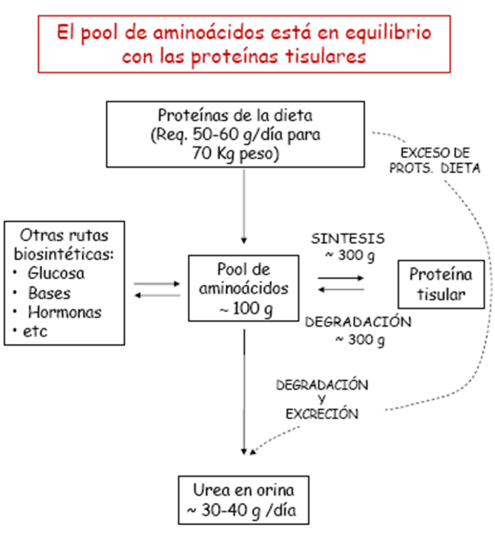 El pool de aminoácidos está en equilibrio
con las proteínas tisulares
Proteínas de la dieta
(Req. 50-60 g/día para
70 Kg peso)
EXCESO DE
PROTS. DIETA
Otras rutas
biosintéticas:
• Glucosa
• Bases
• Hormonas
• etc
Pool de
aminoácidos
~ 100 g
SINTESIS
~ 300 g
DEGRADACIÓN
~ 300 g
Proteína
tisular
DEGRADACIÓN
Y
EXCRECIÓN
Urea en orina
~ 30-40 g /día